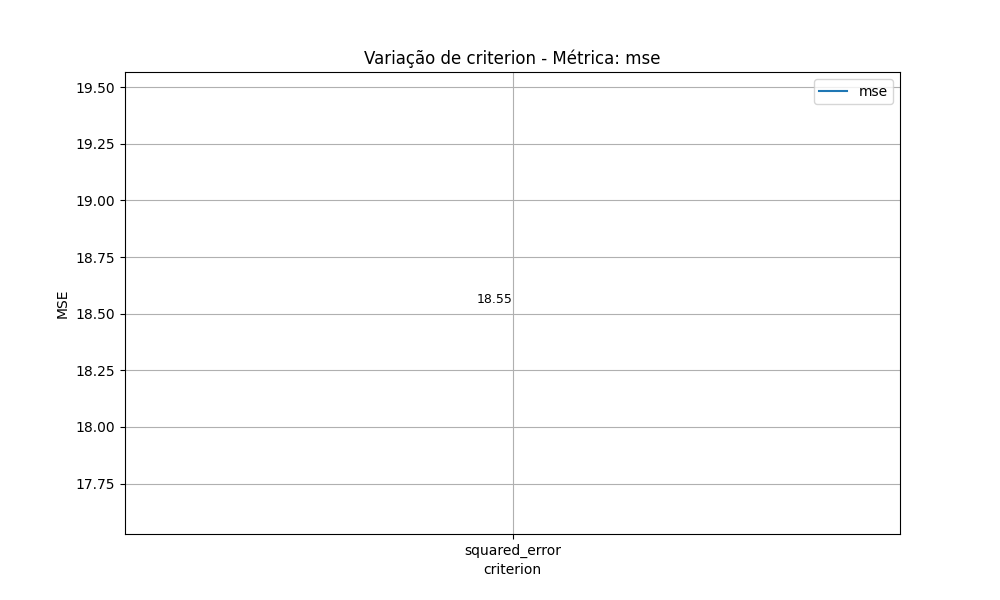 Variação de criterion - Métrica: mse
mse
19.50
19.25
19.00
18.75
18.55
18.50
18.25
18.00
17.75
MSE
squared_error
criterion